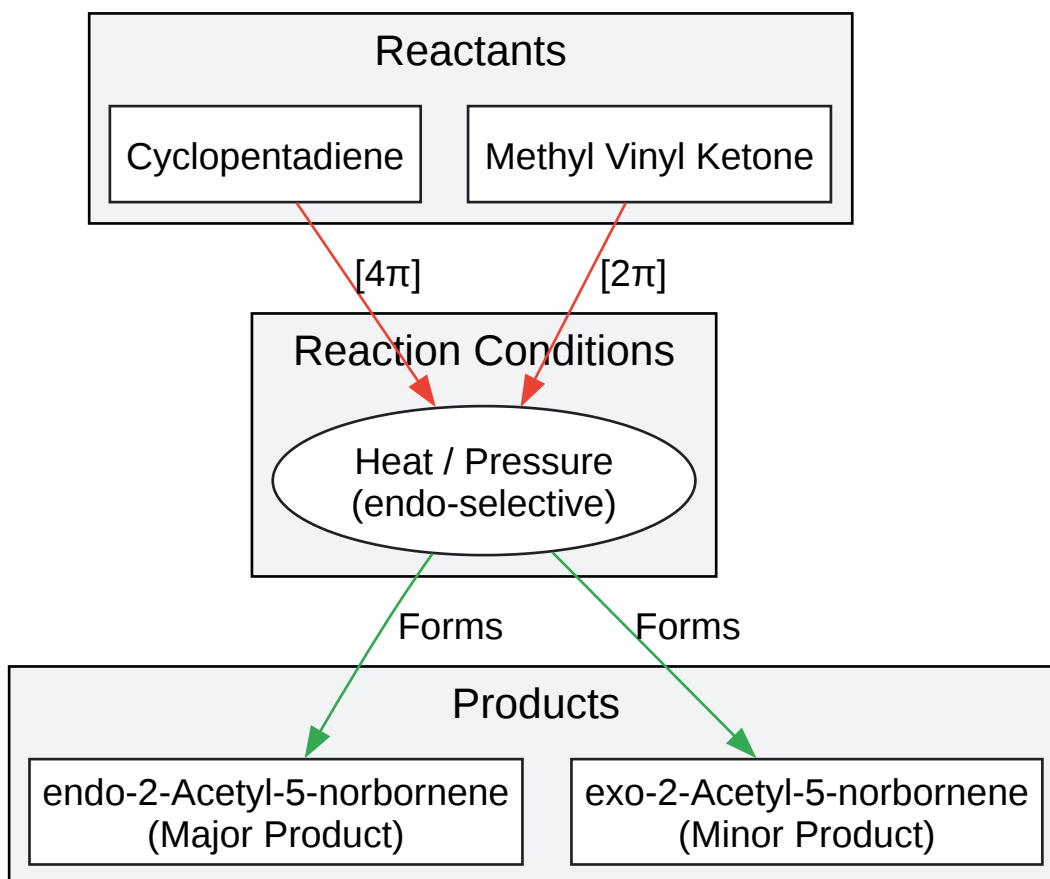 Reactants
Cyclopentadiene
Methyl Vinyl Ketone
[4π]
[2π]
Reaction Conditions
Heat / Pressure
(endo-selective)
Forms
Forms
Products
endo-2-Acetyl-5-norbornene
(Major Product)
exo-2-Acetyl-5-norbornene
(Minor Product)